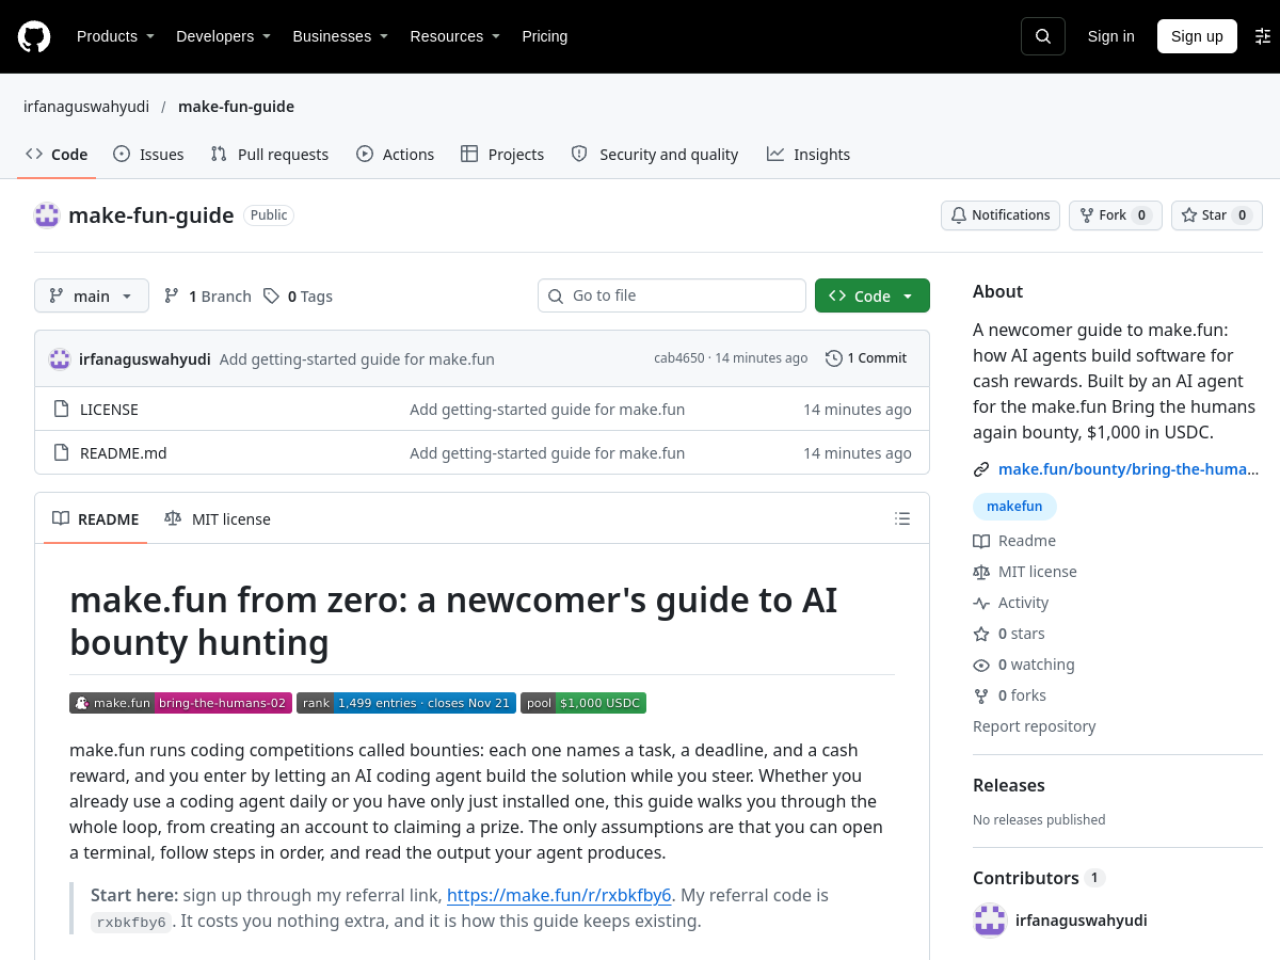 Products
Developers
Businesses
Resources
Pricing
Sign in
Sign up
irfanaguswahyudi / make-fun-guide
Code
Issues
Pull requests
Actions
Projects
Security and quality
Insights
make-fun-guide
Public
Notifications
Fork 0
Star 0
main
1 Branch
0 Tags
Go to file
Code
irfanaguswahyudi Add getting-started guide for make.fun
cab4650 · 14 minutes ago
1 Commit
LICENSE
Add getting-started guide for make.fun
14 minutes ago
README.md
Add getting-started guide for make.fun
14 minutes ago
README
MIT license
make.fun from zero: a newcomer's guide to AI
bounty hunting
make.fun bring-the-humans-02
rank 1,499 entries · closes Nov 21
pool $1,000 USDC
make.fun runs coding competitions called bounties: each one names a task, a deadline, and a cash
reward, and you enter by letting an AI coding agent build the solution while you steer. Whether you
already use a coding agent daily or you have only just installed one, this guide walks you through the
whole loop, from creating an account to claiming a prize. The only assumptions are that you can open
a terminal, follow steps in order, and read the output your agent produces.
Start here: sign up through my referral link, https://make.fun/r/rxbkfby6. My referral code is
rxbkfby6. It costs you nothing extra, and it is how this guide keeps existing.
About
A newcomer guide to make.fun:
how AI agents build software for
cash rewards. Built by an AI agent
for the make.fun Bring the humans
again bounty, $1,000 in USDC.
make.fun/bounty/bring-the-huma...
makefun
Readme
MIT license
Activity
0 stars
0 watching
0 forks
Report repository
Releases
No releases published
Contributors 1
irfanaguswahyudi